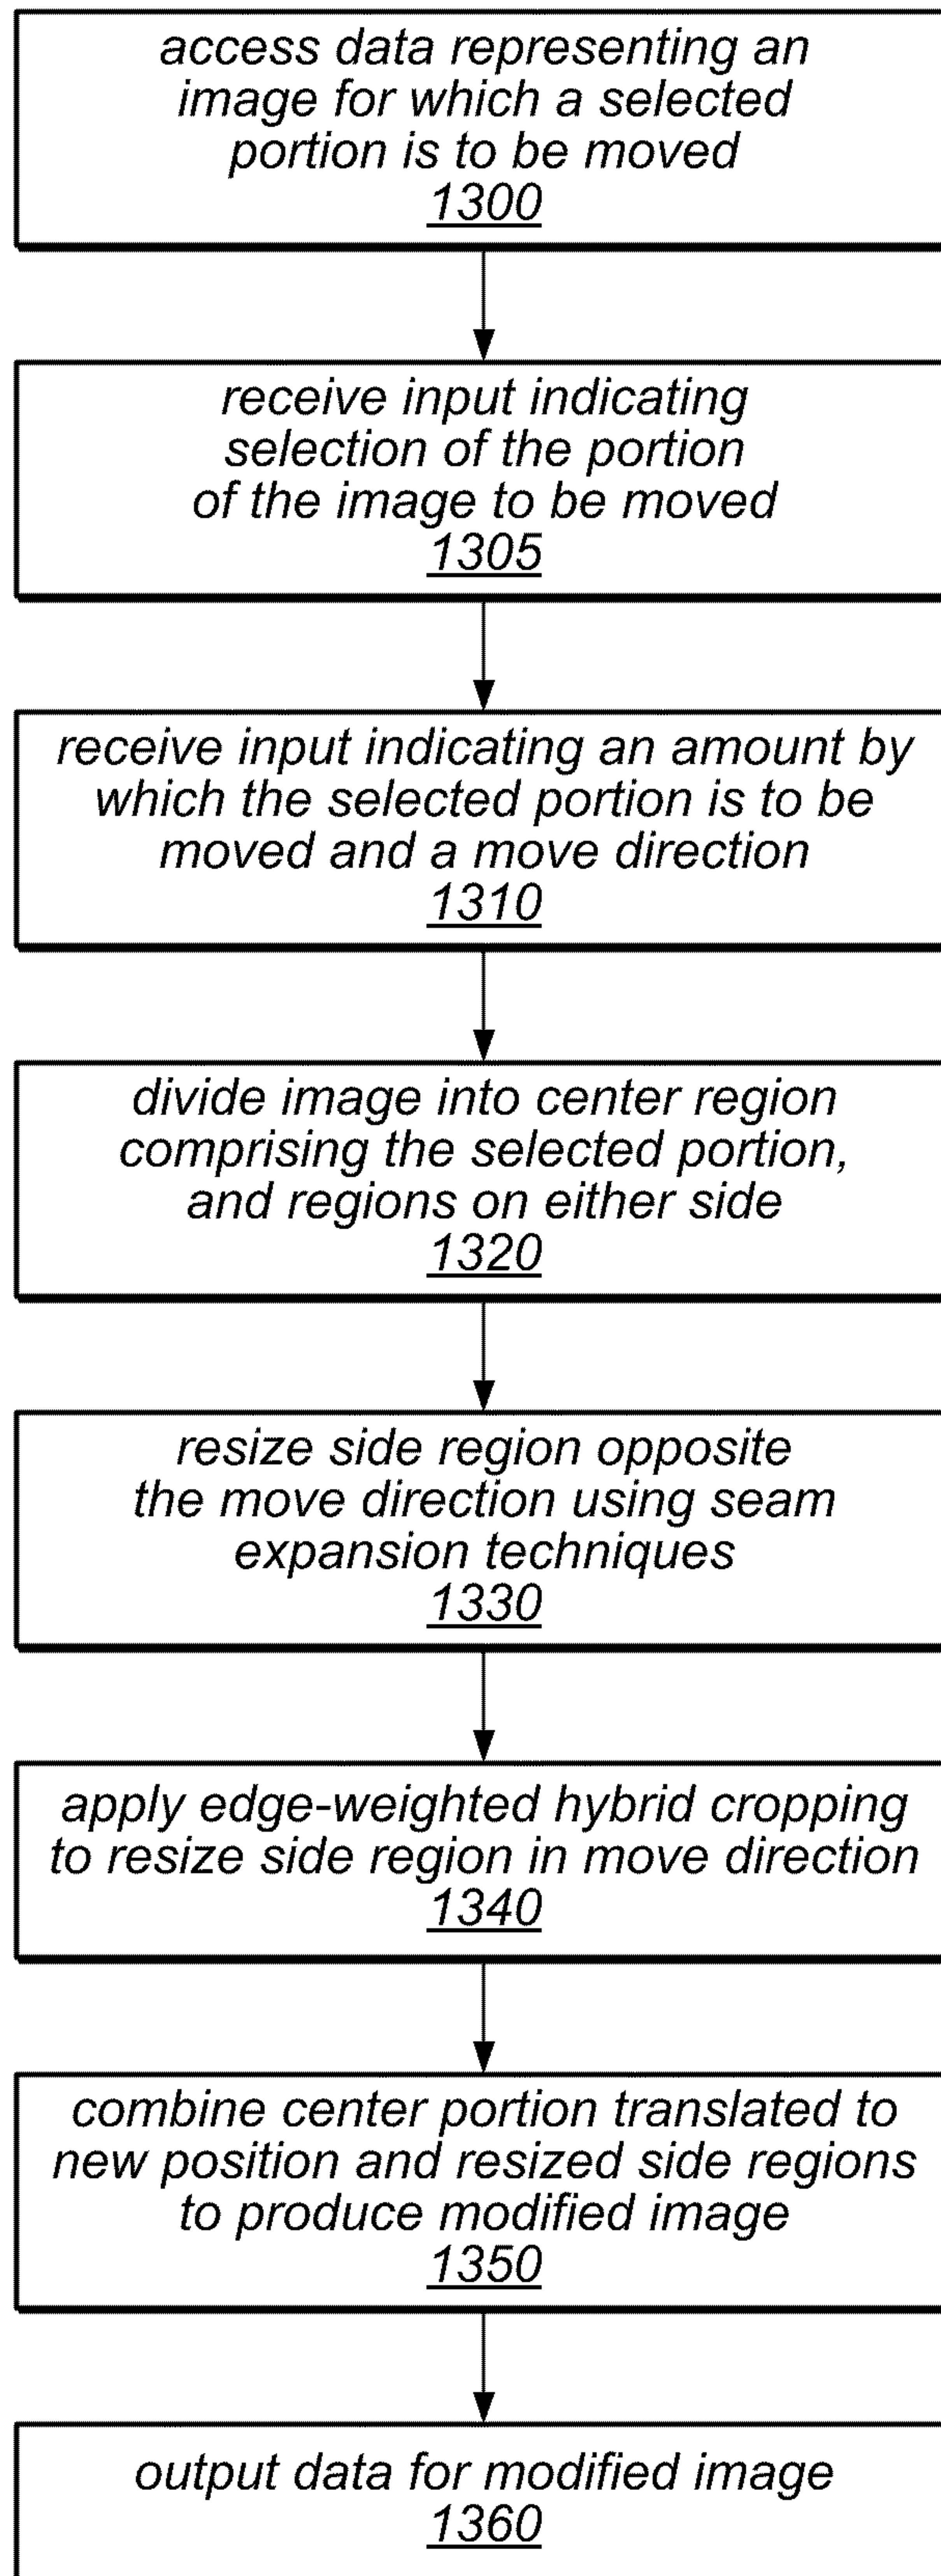 access data representing an
image for which a selected
portion is to be moved
1300
receive input indicating
selection of the portion
of the image to be moved
1305
receive input indicating an amount by
which the selected portion is to be
moved and a move direction
1310
divide image into center region
comprising the selected portion,
and regions on either side
1320
resize side region opposite
the move direction using seam
expansion techniques
1330
apply edge-weighted hybrid cropping
to resize side region in move direction
1340
combine center portion translated to
new position and resized side regions
to produce modified image
1350
output data for modified image
1360